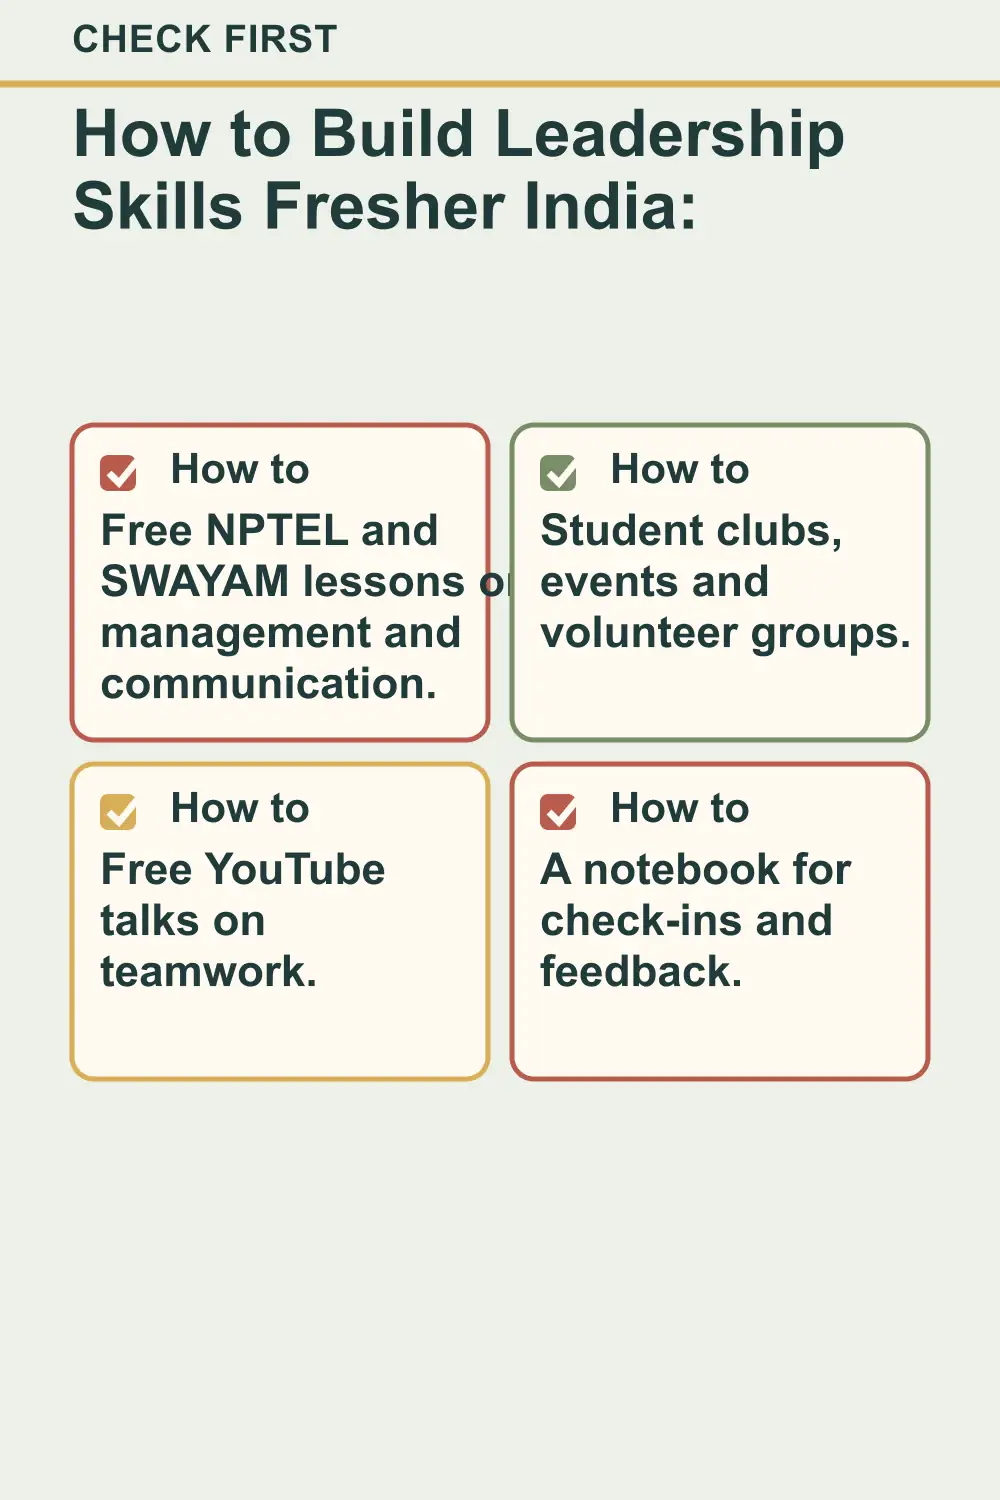 CHECK FIRST
How to Build Leadership
Skills Fresher India:
How to
Free NPTEL and
SWAYAM lessons
management and
communication.
How to
Student clubs,
events and
volunteer groups.
How to
Free YouTube
talks on
teamwork.
How to
A notebook for
check-ins and
feedback.